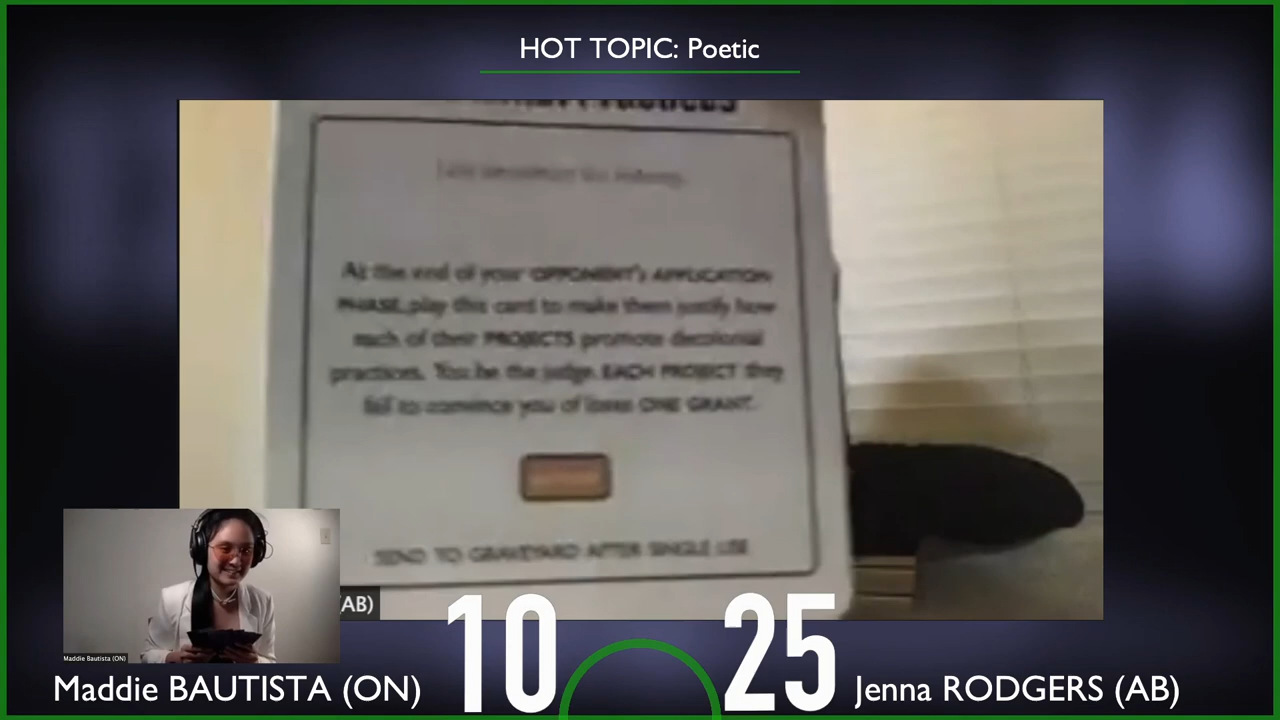 HOT TOPIC: Poetic
At the end of your OPPONENT's APPLICATION
PHASE, play this card to make them justify how
each of their PROJECTS promote decolonial
practices. You be the judge. EACH PROJECT they
fail to convince you of loses ONE GRANT.
SEND TO GRAVEYARD AFTER SINGLE USE
(AB)
Maddie Bautista (ON)
10
25
Maddie BAUTISTA (ON)
Jenna RODGERS (AB)